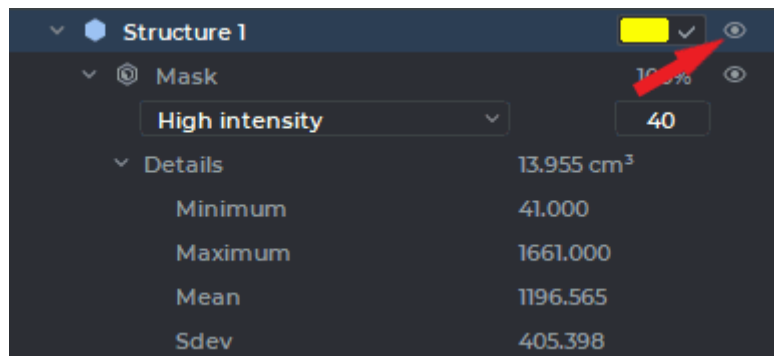 Structure 1
Mask 100%
High intensity 40
Details 13.955 cm³
Minimum 41.000
Maximum 1661.000
Mean 1196.565
Sdev 405.398